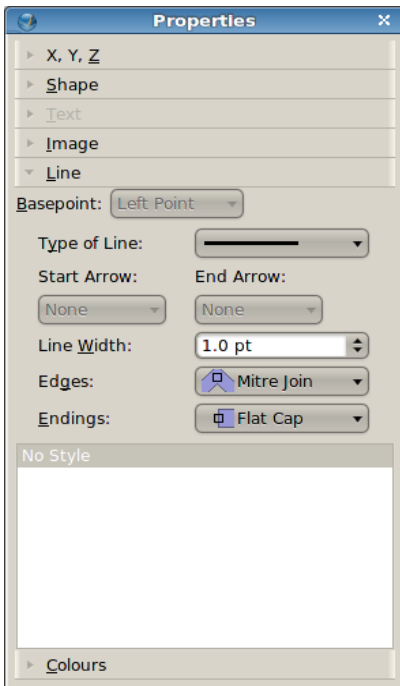 Properties
X, Y, Z
Shape
Text
Image
Line
Basepoint: Left Point
Type of Line:
Start Arrow: End Arrow:
None None
Line Width: 1.0 pt
Edges: Mitre Join
Endings: Flat Cap
No Style
Colours